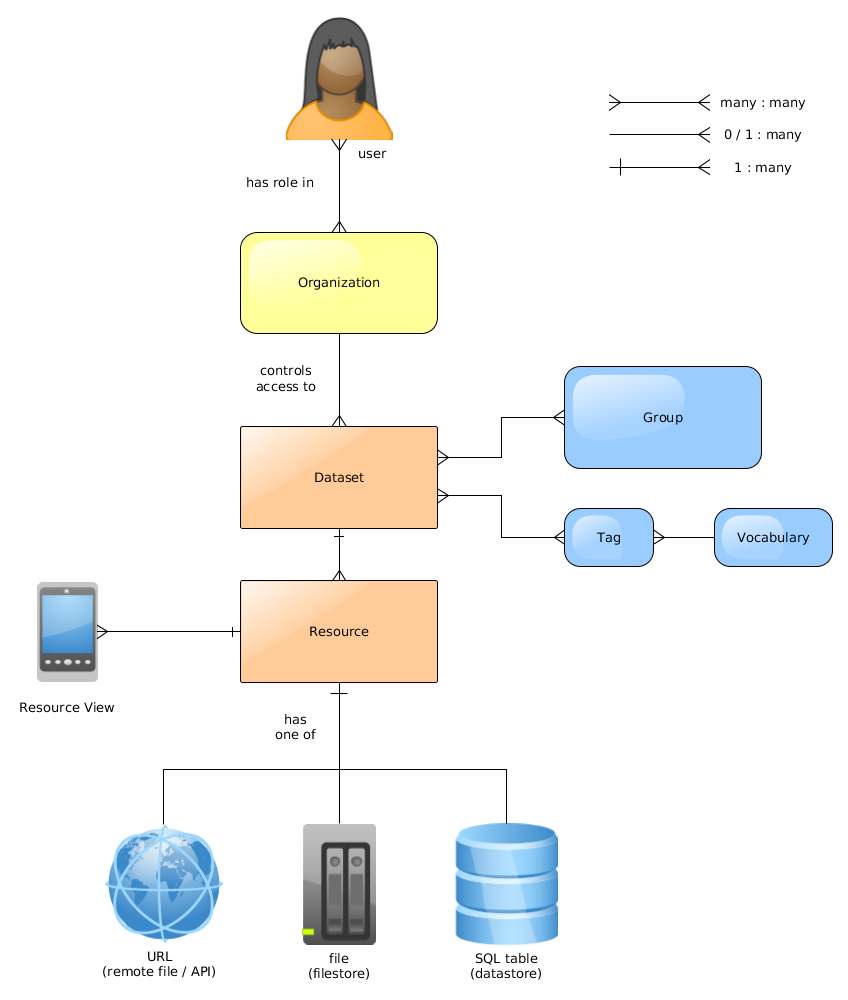 user
many : many
0 / 1 : many
1 : many
has role in
Organization
controls
access to
Group
Dataset
Tag
Vocabulary
Resource
Resource View
has
one of
URL
(remote file / API)
file
(filestore)
SQL table
(datastore)